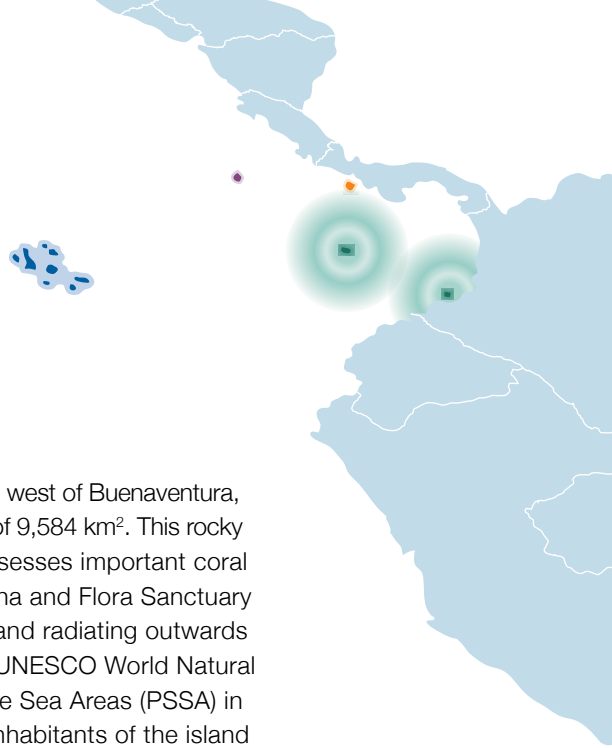 west of Buenaventura,
of 9,584 km². This rocky
sesses important coral
na and Flora Sanctuary
and radiating outwards
UNESCO World Natural
e Sea Areas (PSSA) in
nhabitants of the island